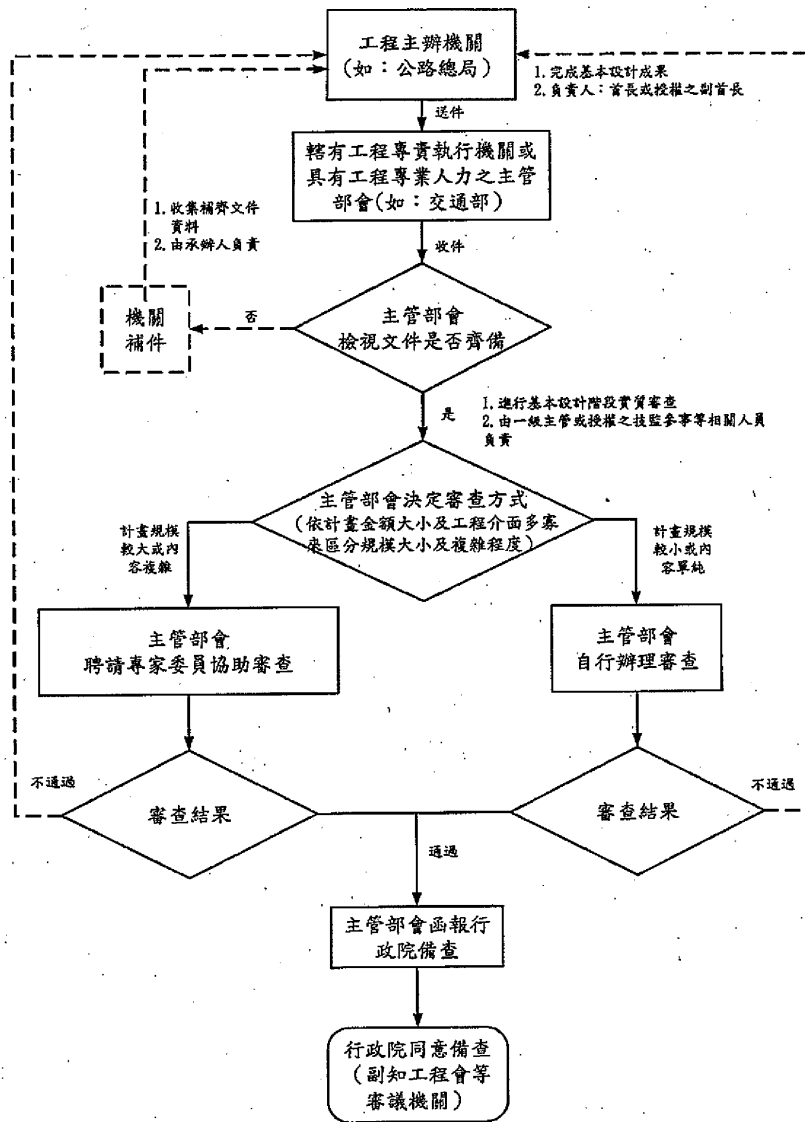 工程主辦機關
(如：公路總局)
1.完成基本設計成果
2.負責人：首長或授權之副首長
送件
轄有工程專責執行機關或
具有工程專業人力之主管
部會(如：交通部)
1.收集補齊文件
資料
2.由承辦人負責
收件
機關
補件
否
主管部會
檢視文件是否齊備
是
1.進行基本設計階段實質審查
2.由一級主管或授權之技監參事等相關人員
負責
主管部會決定審查方式
(依計畫金額大小及工程介面多寡
來區分規模大小及複雜程度)
計畫規模
較大或內
容複雜
計畫規模
較小或內
容單純
主管部會
聘請專家委員協助審查
主管部會
自行辦理審查
不通過
審查結果
審查結果
不通過
通過
主管部會函報行
政院備查
行政院同意備查
(副知工程會等
審議機關)